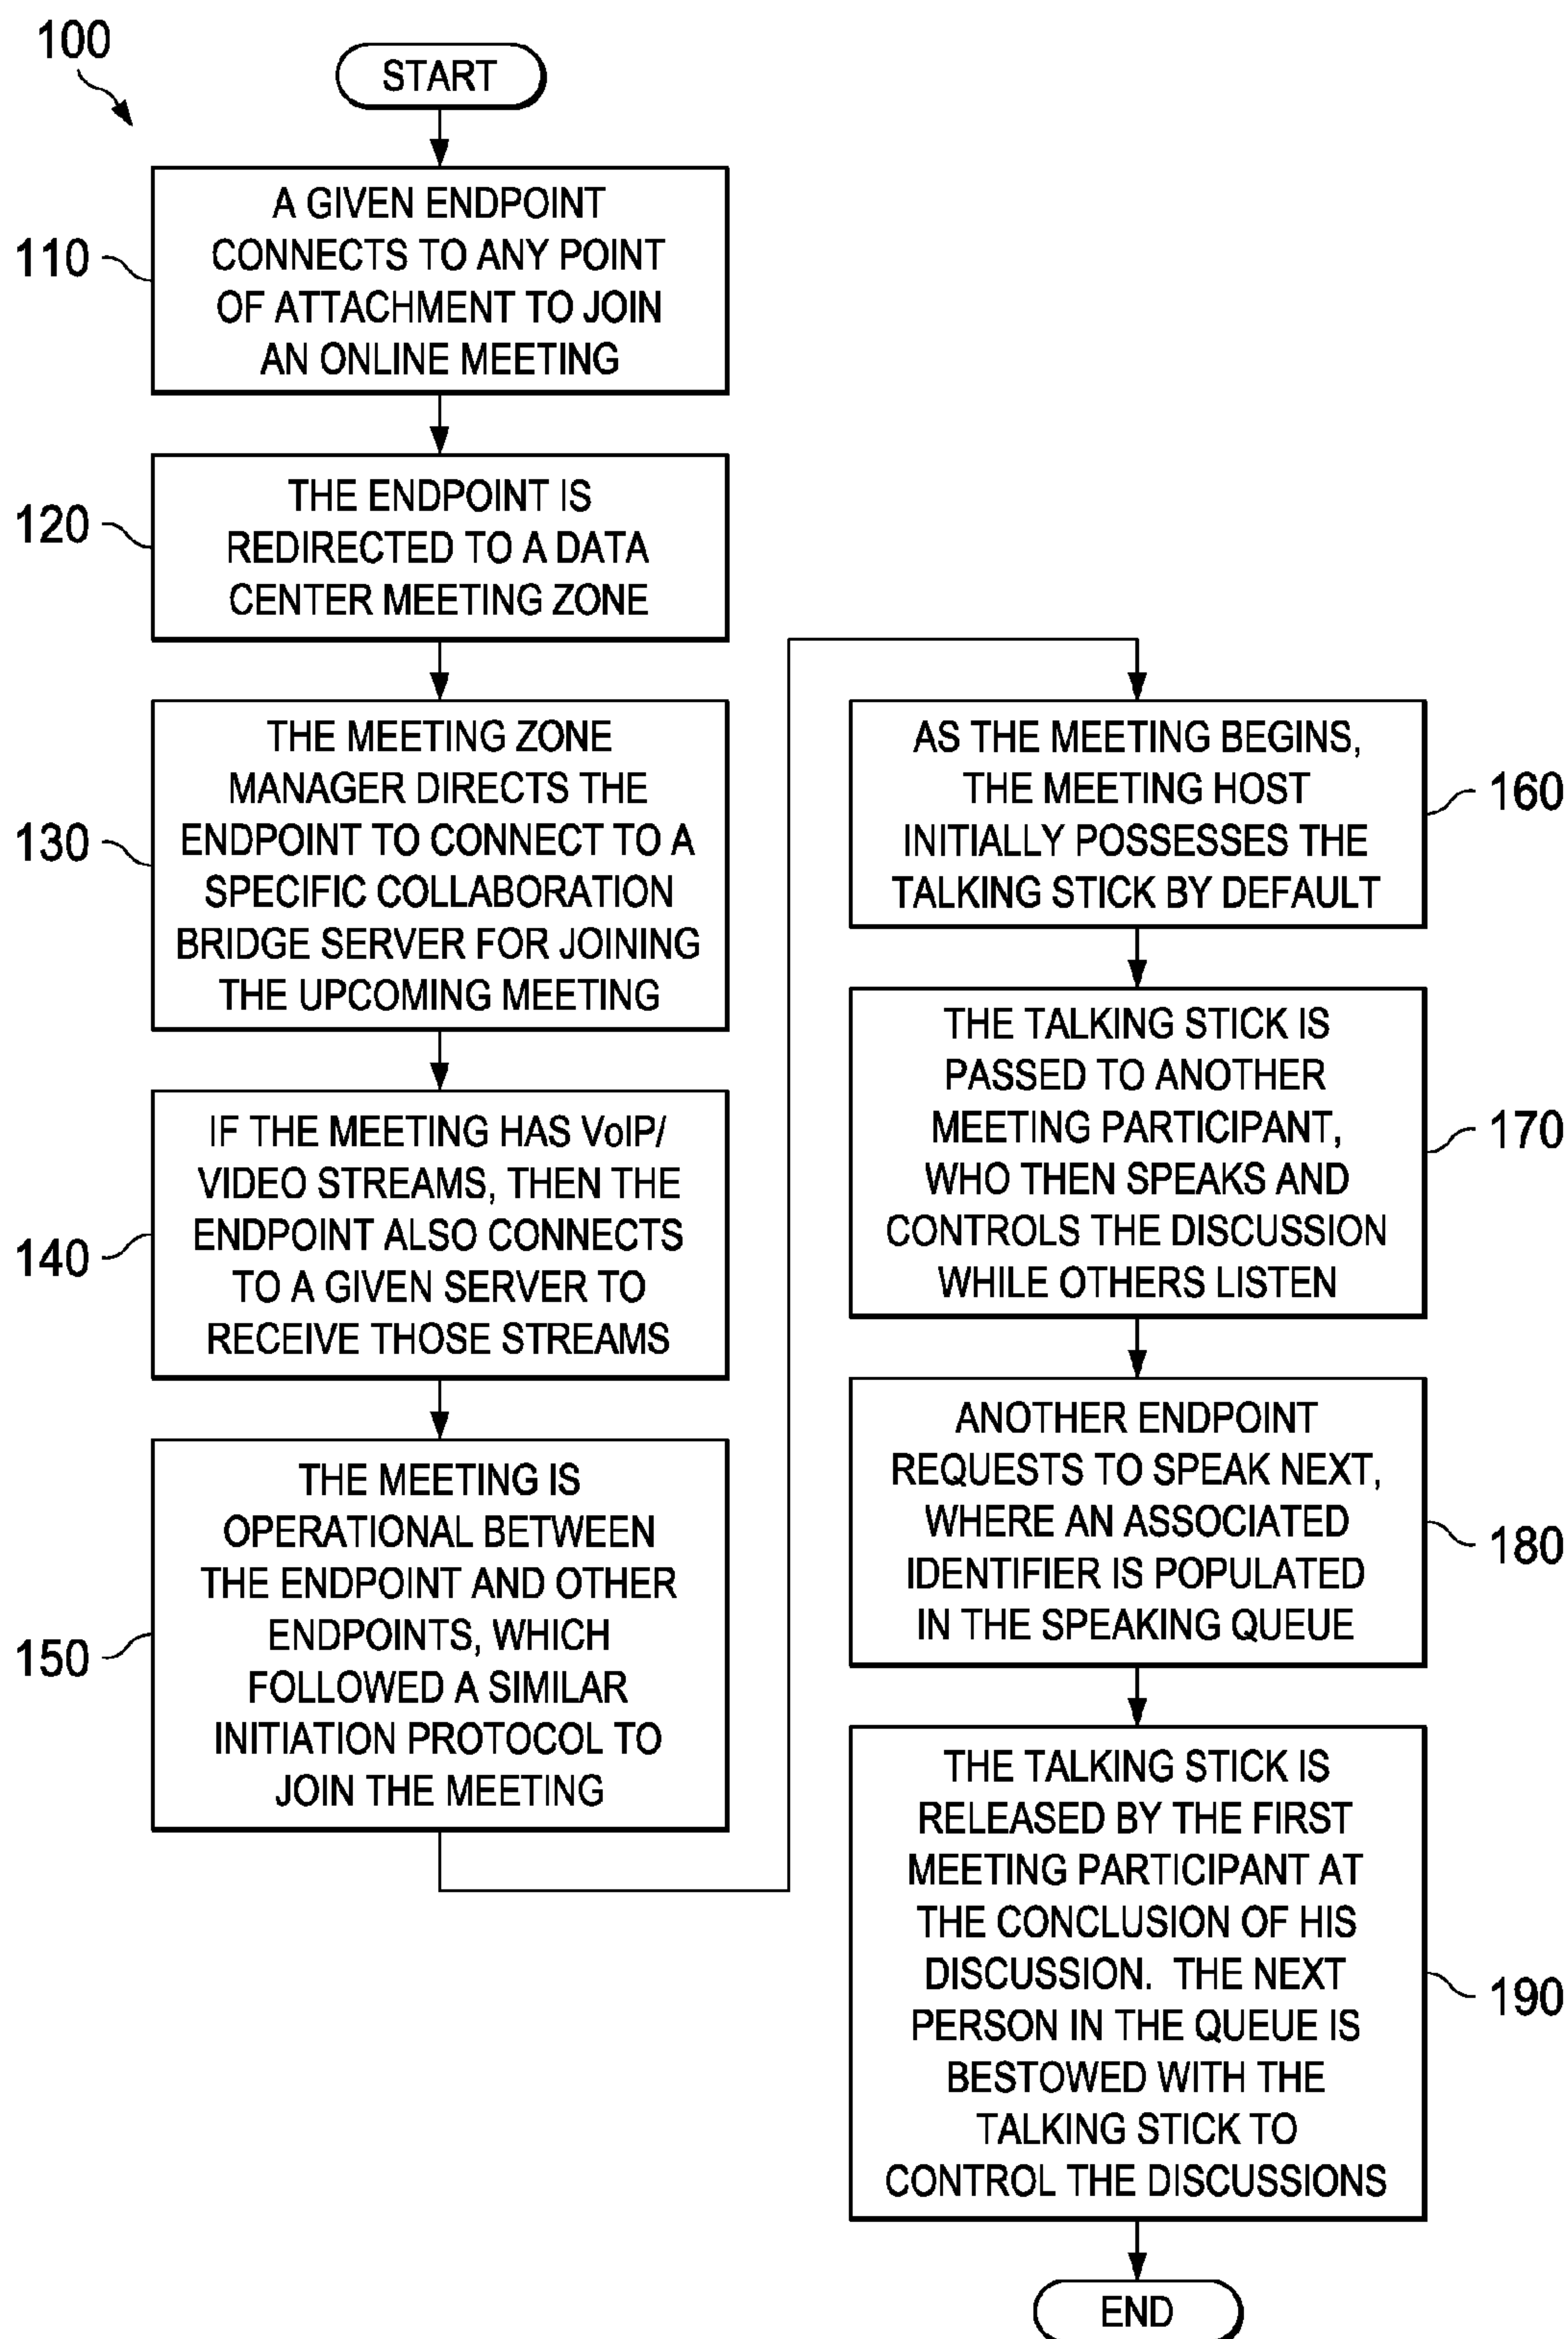 100
START
110
A GIVEN ENDPOINT
CONNECTS TO ANY POINT
OF ATTACHMENT TO JOIN
AN ONLINE MEETING
120
THE ENDPOINT IS
REDIRECTED TO A DATA
CENTER MEETING ZONE
130
THE MEETING ZONE
MANAGER DIRECTS THE
ENDPOINT TO CONNECT TO A
SPECIFIC COLLABORATION
BRIDGE SERVER FOR JOINING
THE UPCOMING MEETING
140
IF THE MEETING HAS VoIP/
VIDEO STREAMS, THEN THE
ENDPOINT ALSO CONNECTS
TO A GIVEN SERVER TO
RECEIVE THOSE STREAMS
150
THE MEETING IS
OPERATIONAL BETWEEN
THE ENDPOINT AND OTHER
ENDPOINTS, WHICH
FOLLOWED A SIMILAR
INITIATION PROTOCOL TO
JOIN THE MEETING
AS THE MEETING BEGINS,
THE MEETING HOST
INITIALLY POSSESSES THE
TALKING STICK BY DEFAULT
160
THE TALKING STICK IS
PASSED TO ANOTHER
MEETING PARTICIPANT,
WHO THEN SPEAKS AND
CONTROLS THE DISCUSSION
WHILE OTHERS LISTEN
170
ANOTHER ENDPOINT
REQUESTS TO SPEAK NEXT,
WHERE AN ASSOCIATED
IDENTIFIER IS POPULATED
IN THE SPEAKING QUEUE
180
THE TALKING STICK IS
RELEASED BY THE FIRST
MEETING PARTICIPANT AT
THE CONCLUSION OF HIS
DISCUSSION. THE NEXT
PERSON IN THE QUEUE IS
BESTOWED WITH THE
TALKING STICK TO
CONTROL THE DISCUSSIONS
190
END